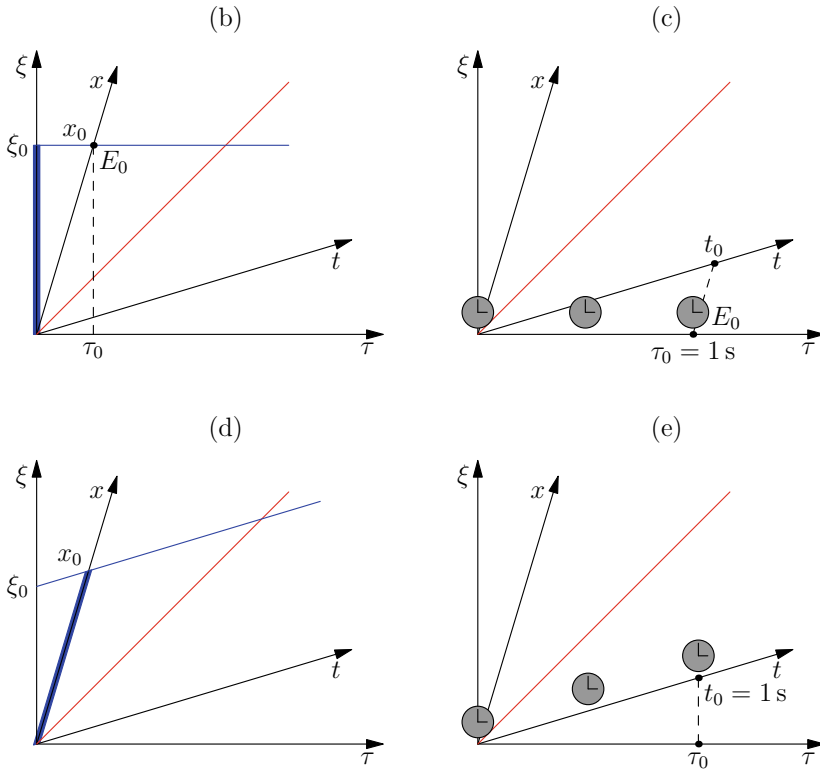 (b)
ξ
x
x₀
ξ₀
E₀
t
τ₀
τ
(c)
ξ
x
t₀
t
E₀
τ₀ = 1 s
τ
(d)
ξ
x
x₀
ξ₀
t
τ
(e)
ξ
x
t
t₀ = 1 s
τ₀
τ